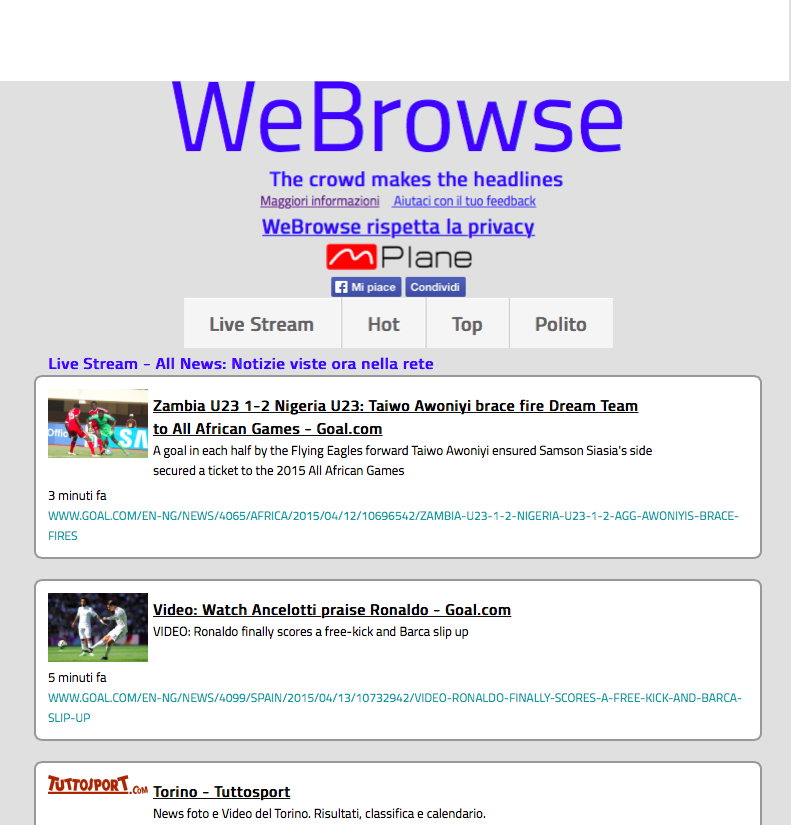 WeBrowse
The crowd makes the headlines
Maggiori informazioni Aiutaci con il tuo feedback
WeBrowse rispetta la privacy
mPlane
Mi piace Condividi
Live Stream Hot Top Polito
Live Stream - All News: Notizie viste ora nella rete
Zambia U23 1-2 Nigeria U23: Taiwo Awoniyi brace fire Dream Team
to All African Games - Goal.com
A goal in each half by the Flying Eagles forward Taiwo Awoniyi ensured Samson Siasia's side
secured a ticket to the 2015 All African Games
3 minuti fa
WWW.GOAL.COM/EN-NG/NEWS/4065/AFRICA/2015/04/12/10696542/ZAMBIA-U23-1-2-NIGERIA-U23-1-2-AGG-AWONIYIS-BRACE-
FIRES
Video: Watch Ancelotti praise Ronaldo - Goal.com
VIDEO: Ronaldo finally scores a free-kick and Barca slip up
5 minuti fa
WWW.GOAL.COM/EN-NG/NEWS/4099/SPAIN/2015/04/13/10732942/VIDEO-RONALDO-FINALLY-SCORES-A-FREE-KICK-AND-BARCA-
SLIP-UP
TUTTOSPORT.COM
Torino - Tuttosport
News foto e Video del Torino. Risultati, classifica e calendario.